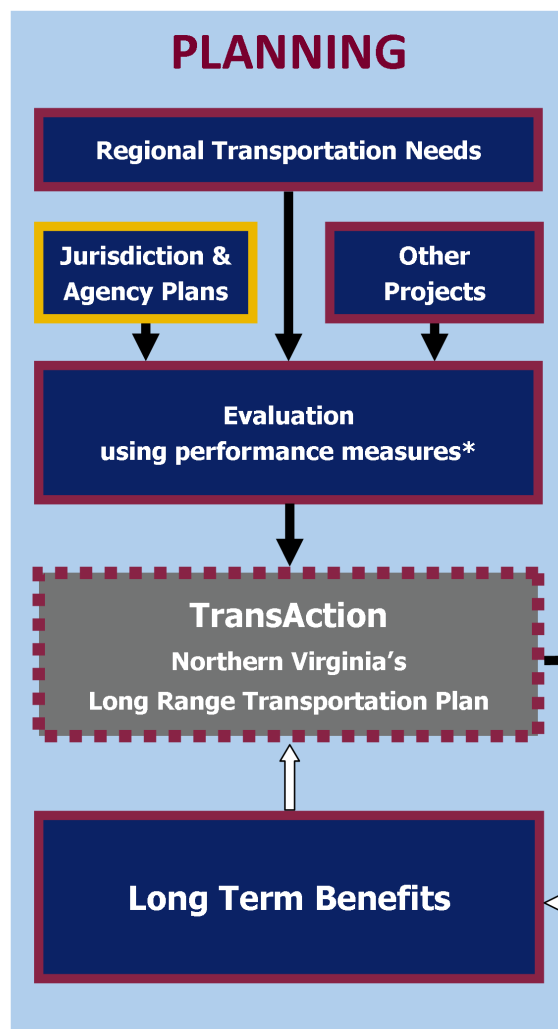 PLANNING
Regional Transportation Needs
Jurisdiction &
Agency Plans
Other
Projects
Evaluation
using performance measures*
TransAction
Northern Virginia’s
Long Range Transportation Plan
Long Term Benefits